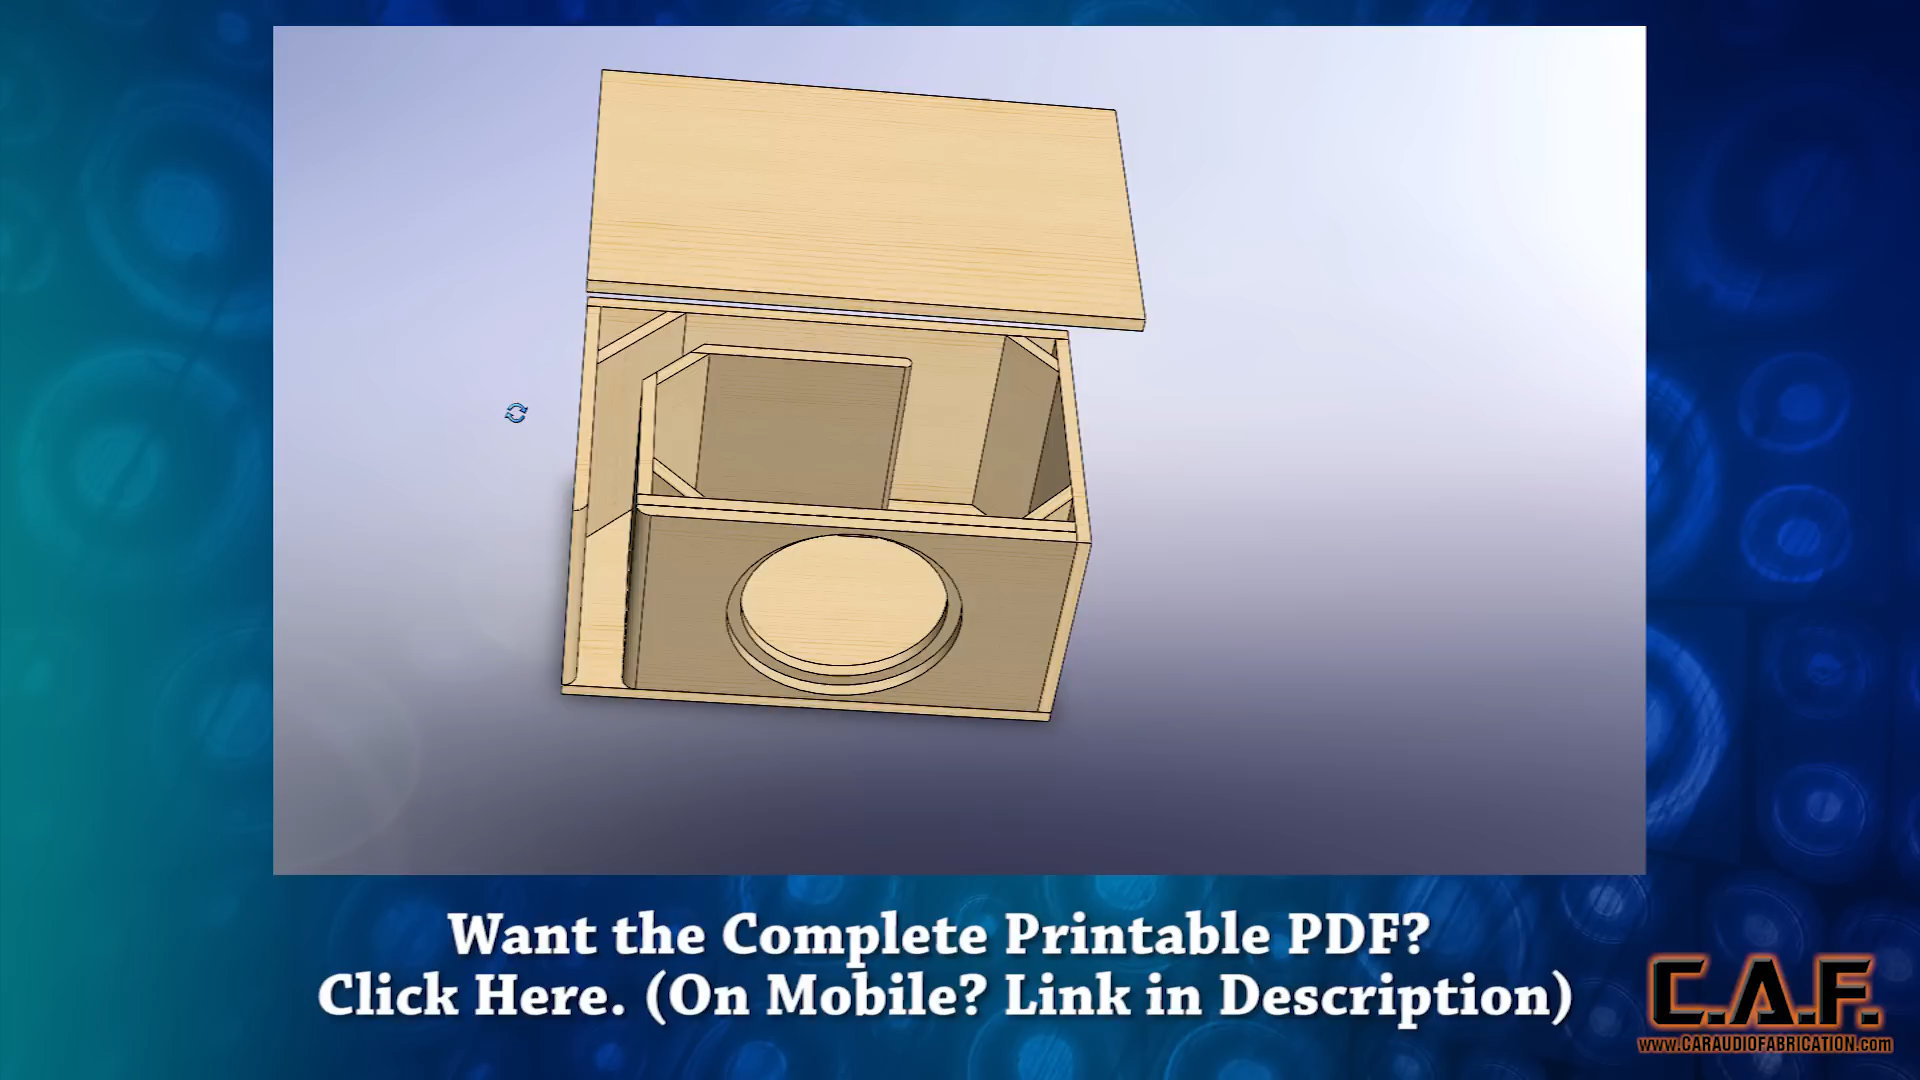 Want the Complete Printable PDF?
Click Here. (On Mobile? Link in Description)
C.A.F.
www.CARAUDIOFABRICATION.com